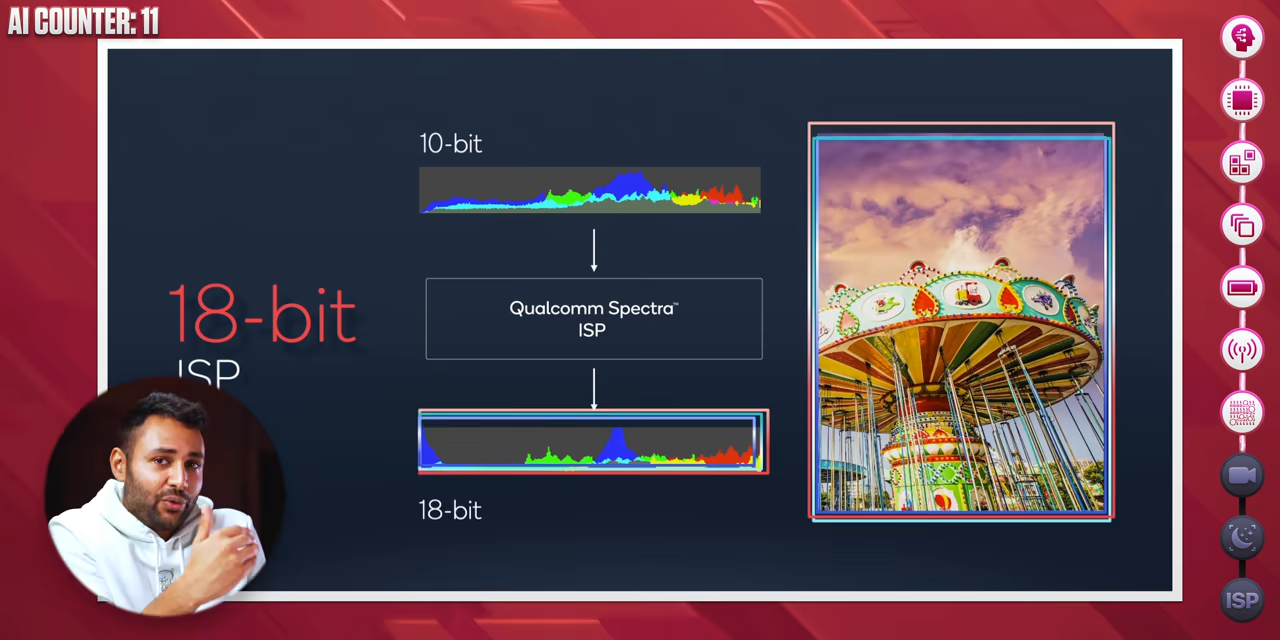 AI COUNTER: 11
10-bit
Qualcomm Spectra™
ISP
18-bit
ISP
18-bit
ISP